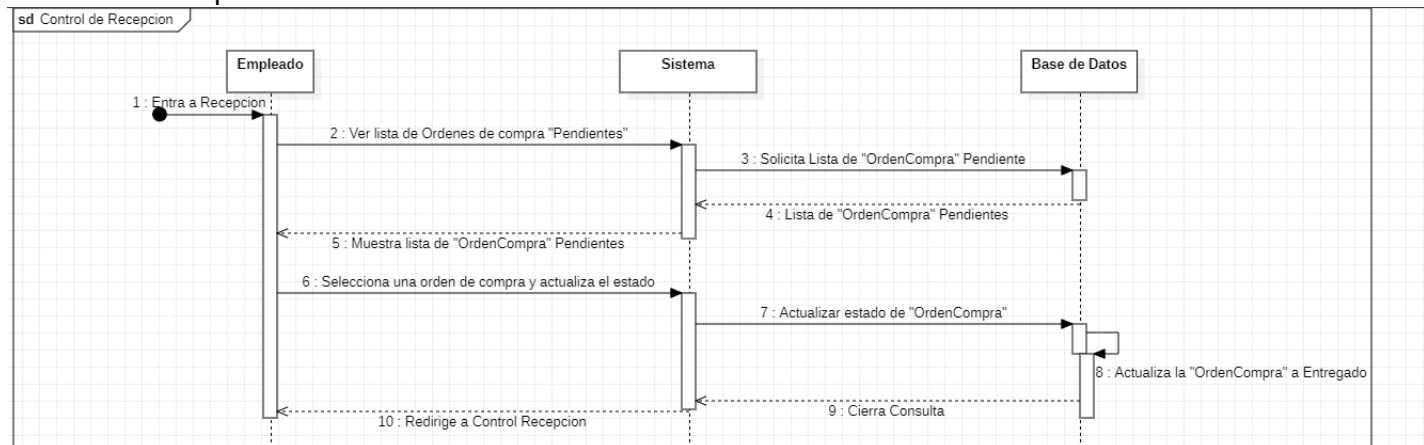 sd Control de Recepcion
Empleado
Sistema
Base de Datos
1 : Entra a Recepcion
2 : Ver lista de Ordenes de compra "Pendientes"
3 : Solicita Lista de "OrdenCompra" Pendiente
4 : Lista de "OrdenCompra" Pendientes
5 : Muestra lista de "OrdenCompra" Pendientes
6 : Selecciona una orden de compra y actualiza el estado
7 : Actualizar estado de "OrdenCompra"
8 : Actualiza la "OrdenCompra" a Entregado
9 : Cierra Consulta
10 : Redirige a Control Recepcion